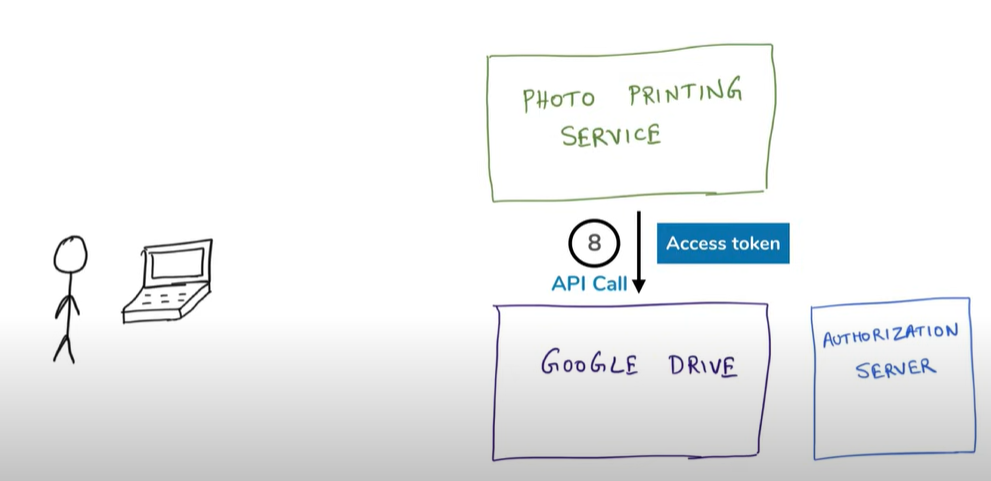 PHOTO PRINTING
SERVICE
8
Access token
API Call
GOOGLE DRIVE
AUTHORIZATION
SERVER